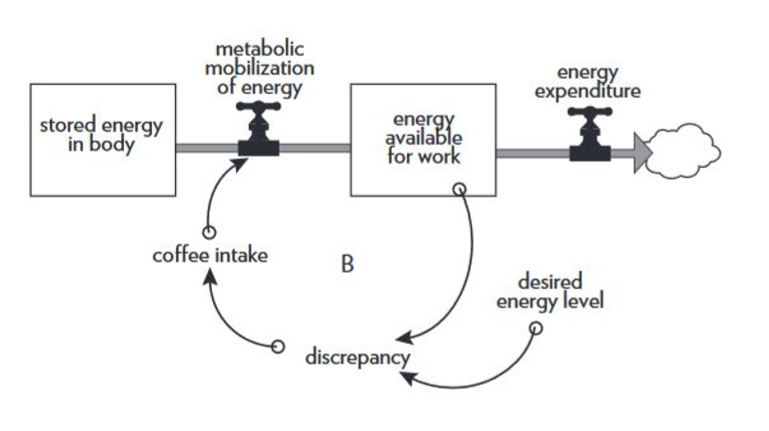 metabolic
mobilization
of energy
energy
expenditure
stored energy
in body
energy
available
for work
coffee intake
B
desired
energy level
discrepancy